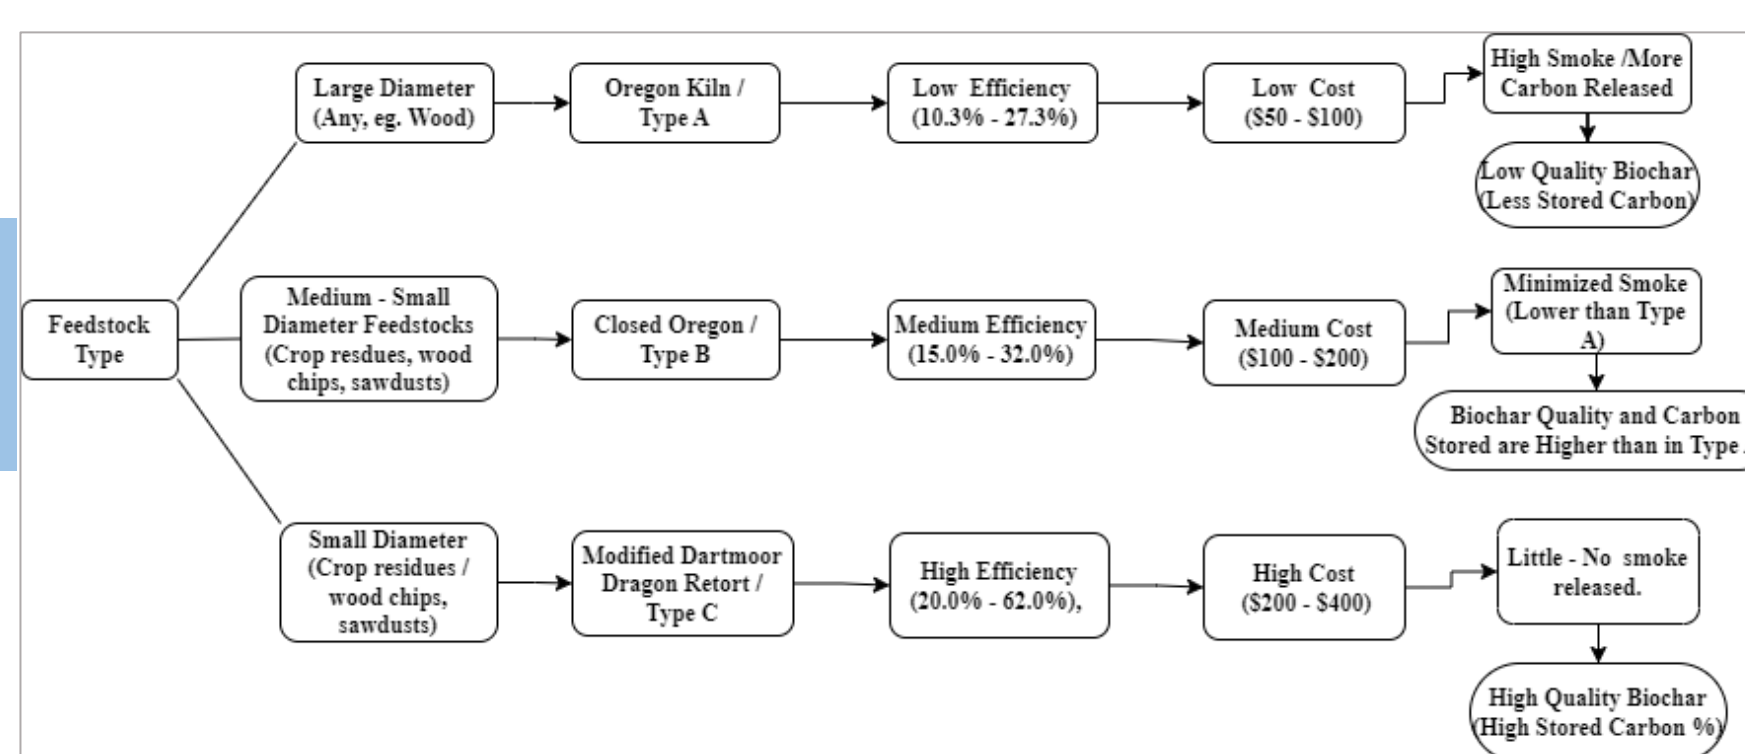 Feedstock
Type
Large Diameter
(Any, eg. Wood)
Oregon Kiln /
Type A
Low Efficiency
(10.3% - 27.3%)
Low Cost
($50 - $100)
High Smoke /More
Carbon Released
Low Quality Biochar
(Less Stored Carbon)
Medium - Small
Diameter Feedstocks
(Crop resdues, wood
chips, sawdusts)
Closed Oregon /
Type B
Medium Efficiency
(15.0% - 32.0%)
Medium Cost
($100 - $200)
Minimized Smoke
(Lower than Type
A)
Biochar Quality and Carbon
Stored are Higher than in Type
Small Diameter
(Crop residues /
wood chips,
sawdusts)
Modified Dartmoor
Dragon Retort /
Type C
High Efficiency
(20.0% - 62.0%),
High Cost
($200 - $400)
Little - No smoke
released.
High Quality Biochar
(High Stored Carbon %)